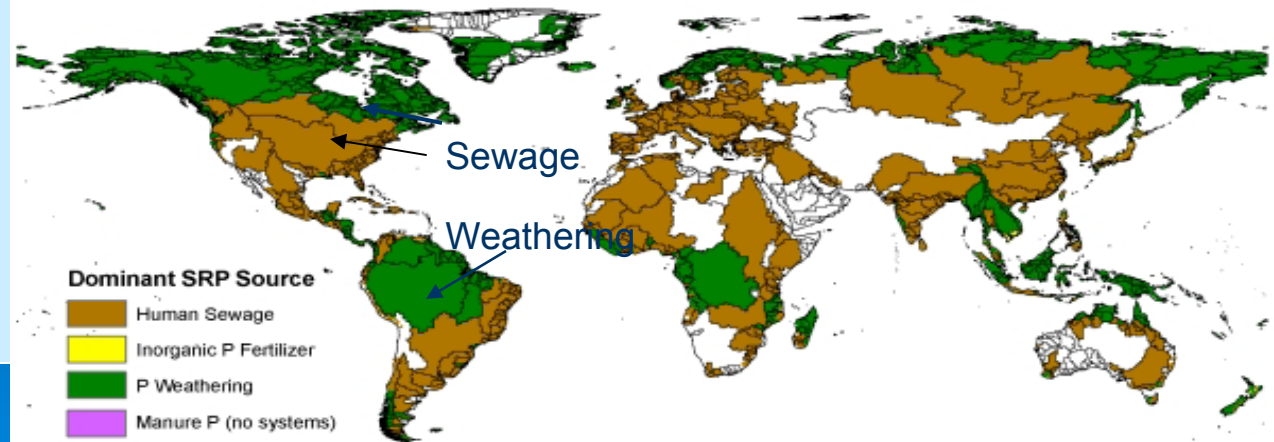 Sewage
Weathering
Dominant SRP Source
Human Sewage
Inorganic P Fertilizer
P Weathering
Manure P (no systems)